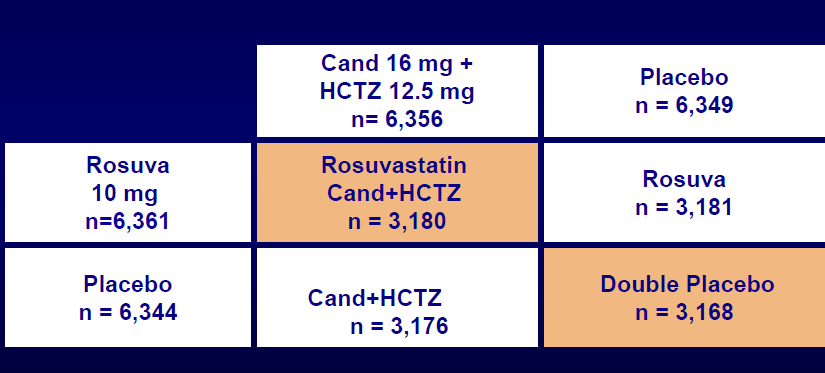 Cand 16 mg +
HCTZ 12.5 mg
n= 6,356
Placebo
n = 6,349
Rosuva
10 mg
n=6,361
Rosuvastatin
Cand+HCTZ
n = 3,180
Rosuva
n = 3,181
Placebo
n = 6,344
Cand+HCTZ
n = 3,176
Double Placebo
n = 3,168